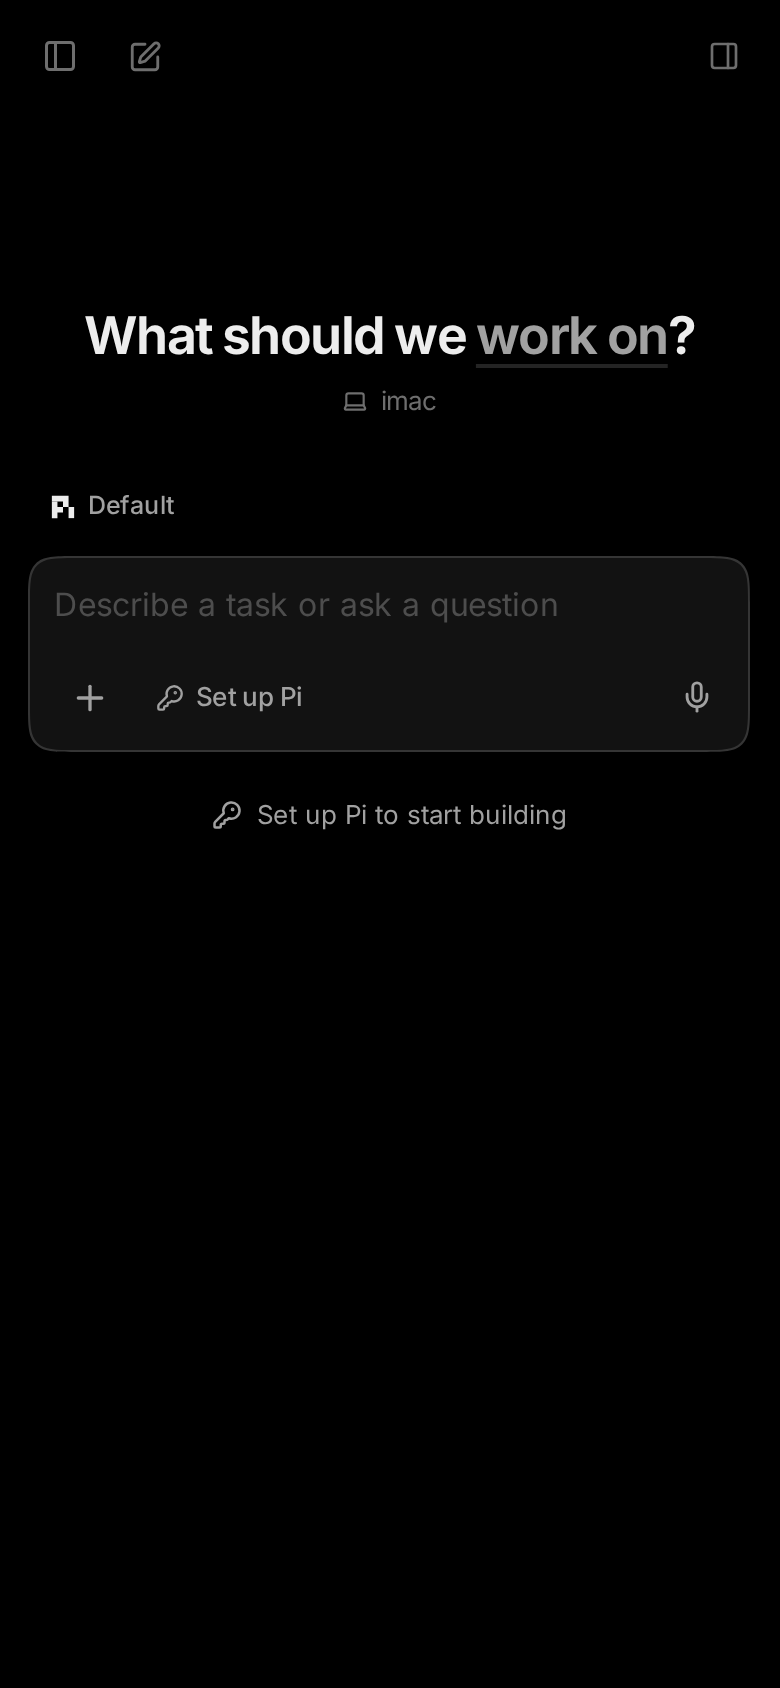 What should we work on?
imac
Default
Describe a task or ask a question
Set up Pi
Set up Pi to start building